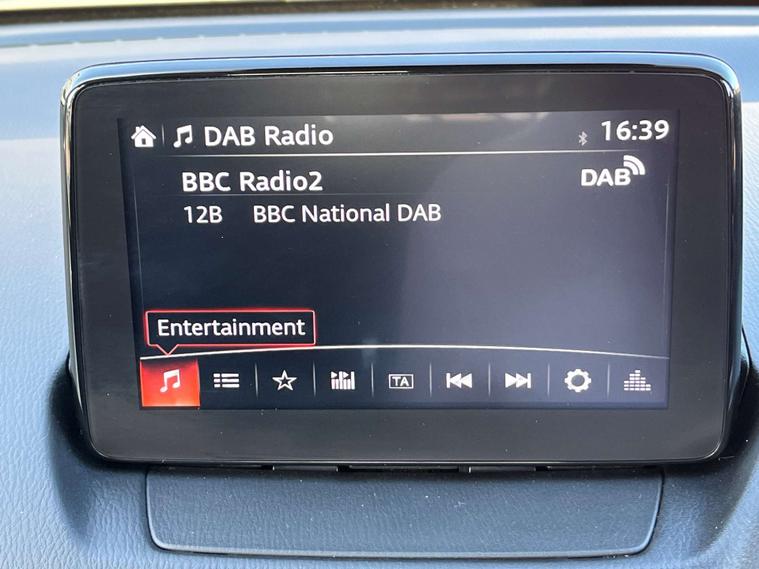 DAB Radio 16:39
BBC Radio2 DAB
12B BBC National DAB
Entertainment
TA